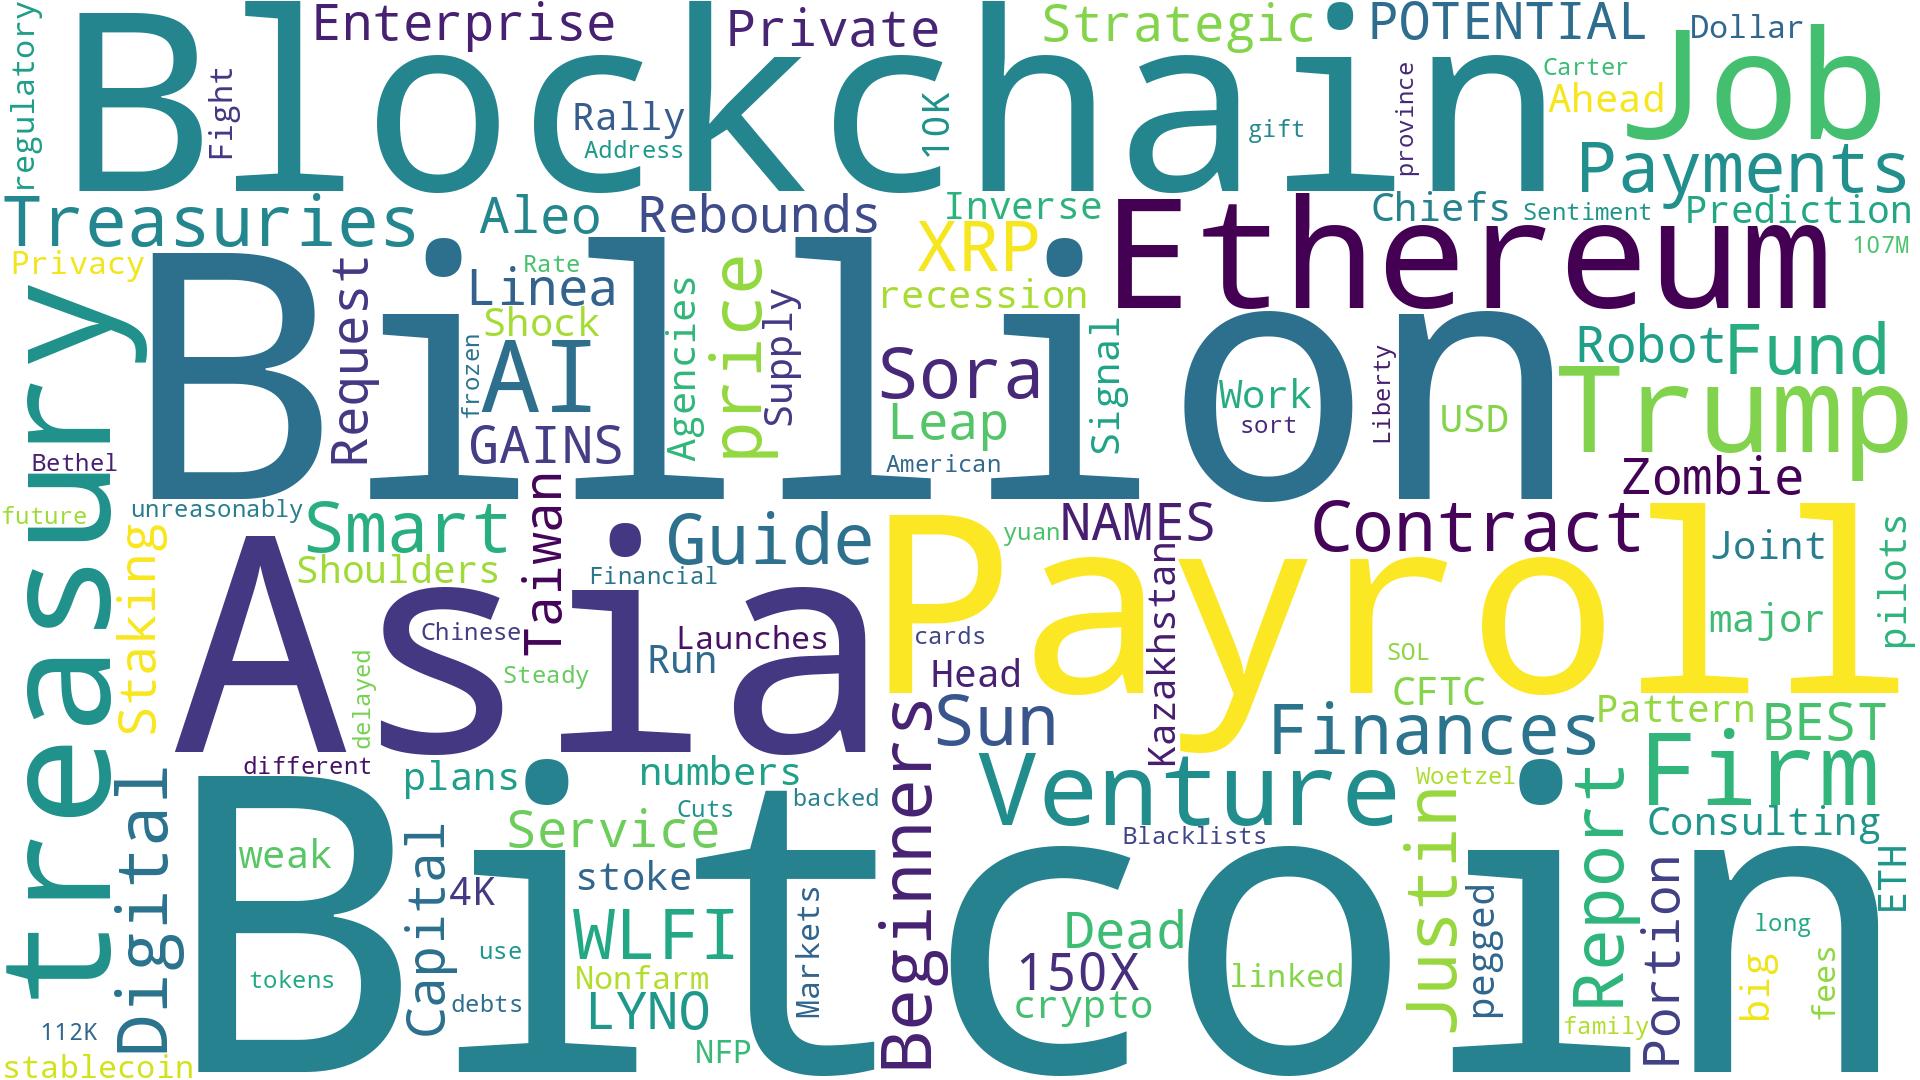 regulatory
Blockchain
Enterprise
Private
Strategic
POTENTIAL
Dollar
Job
Fight
Rally
Address
10K
gift
province
Carter
Ahead
Payments
Treasuries
Aleo
Rebounds
Inverse
Chiefs
Sentiment
Prediction
Privacy
XRP
Ethereum
107M
treasury
Billion
Request
Rate
Linea
Shock
frozen
AI
GAINS
Agencies
price
Supply
recession
Sora
Leap
American
Signal
Work
sort
Liberty
USD
Robot
Fund
Trump
Bethel
Zombie
future
unreasonably
Staking
Smart
Shoulders
Asia
Taiwan
Guide
Financial
Payroll
yuan
NAMES
Contract
Joint
pilots
Chinese
delayed
Steady
Run
Launches
cards
Head
Kazakhstan
major
SOL
CFTC
Sun
Finances
Pattern
BEST
different
Digital
plans
numbers
Cuts
backed
Beginners
Venture
Woetzel
Firm
Bitcoin
weak
Capital
Service
4K
stoke
Blacklists
Justin
Report
Consulting
tokens
use
debts
WLFI
Nonfarm
LYNO
Markets
NFP
Dead
150X
crypto
linked
pegged
family
Portion
long
big
fees
ETH
112K
stablecoin